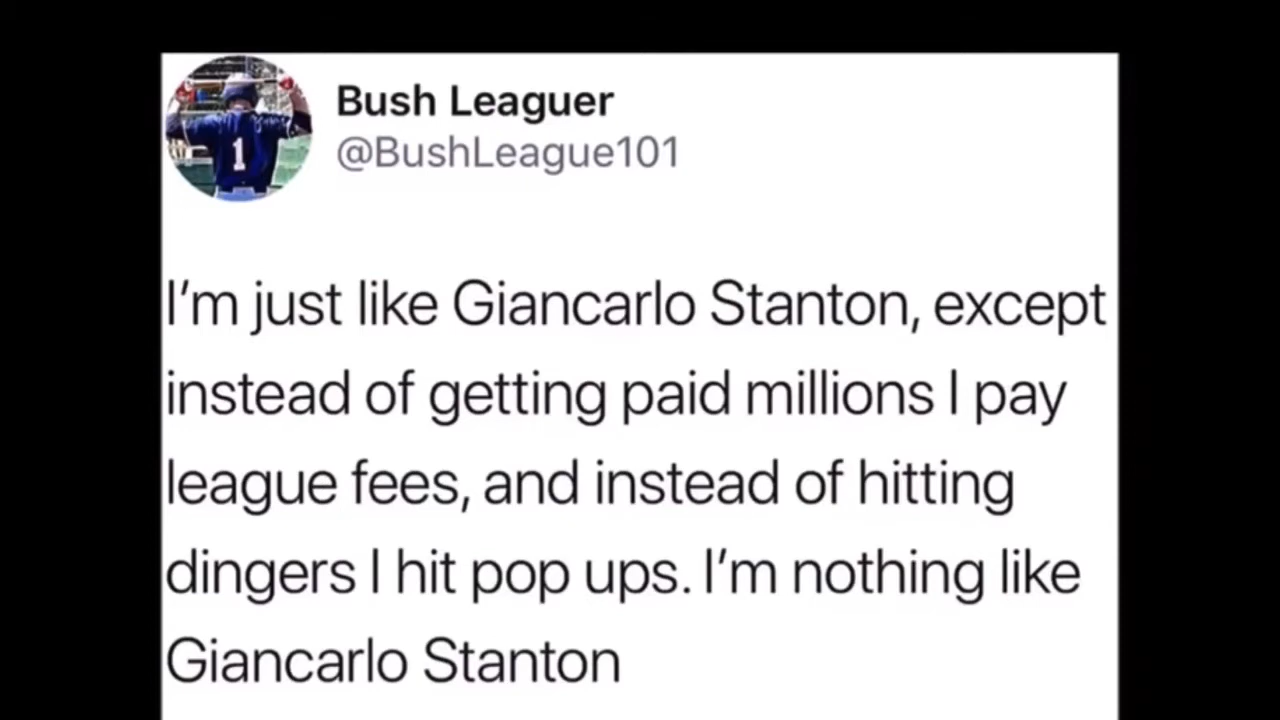 Bush Leaguer
@BushLeague101
1
I'm just like Giancarlo Stanton, except
instead of getting paid millions I pay
league fees, and instead of hitting
dingers I hit pop ups. I'm nothing like
Giancarlo Stanton